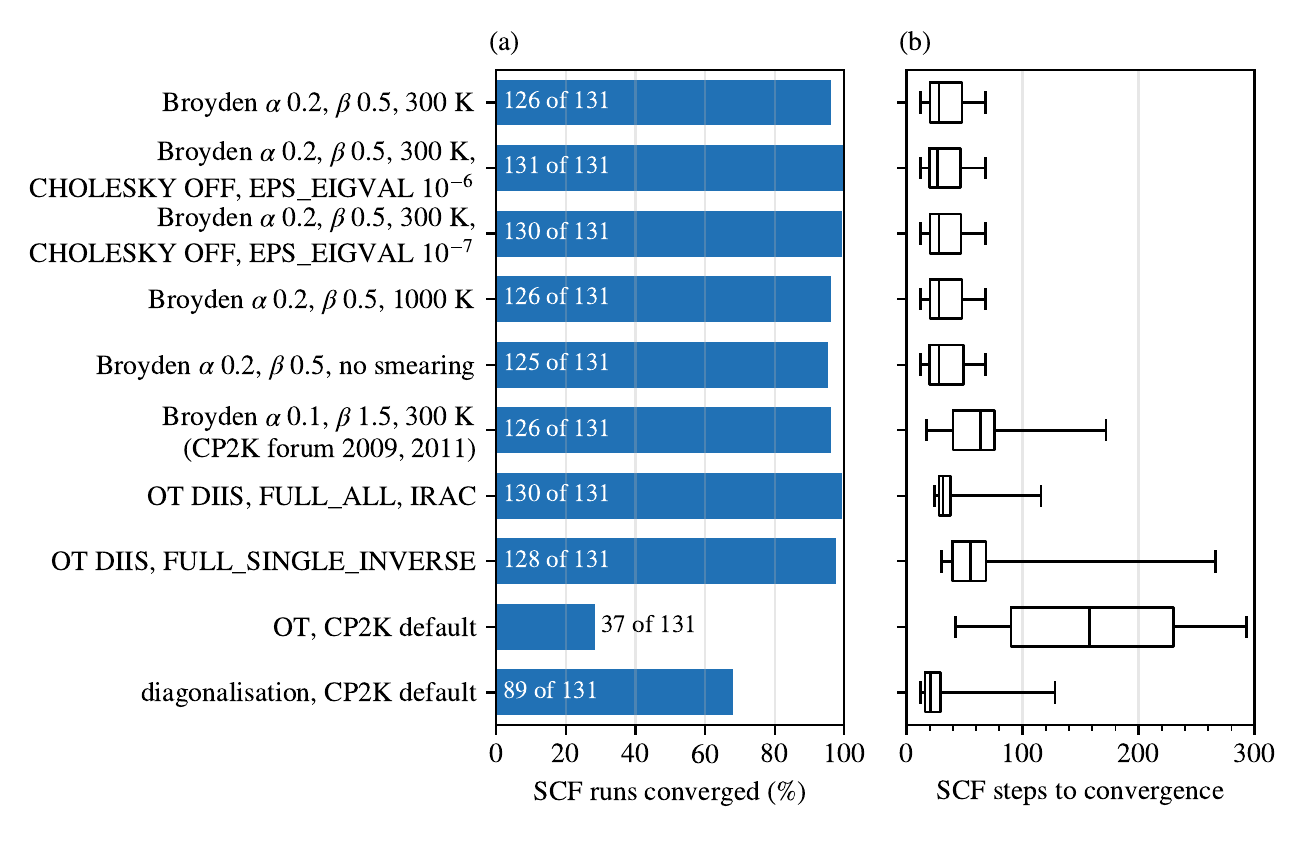 (a)
(b)
Broyden α 0.2, β 0.5, 300 K
126 of 131
Broyden α 0.2, β 0.5, 300 K,
CHOLESKY OFF, EPS_EIGVAL 10⁻⁶
131 of 131
Broyden α 0.2, β 0.5, 300 K,
CHOLESKY OFF, EPS_EIGVAL 10⁻⁷
130 of 131
Broyden α 0.2, β 0.5, 1000 K
126 of 131
Broyden α 0.2, β 0.5, no smearing
125 of 131
Broyden α 0.1, β 1.5, 300 K
(CP2K forum 2009, 2011)
126 of 131
OT DIIS, FULL_ALL, IRAC
130 of 131
OT DIIS, FULL_SINGLE_INVERSE
128 of 131
OT, CP2K default
37 of 131
diagonalisation, CP2K default
89 of 131
0 20 40 60 80 100
SCF runs converged (%)
0 100 200 300
SCF steps to convergence